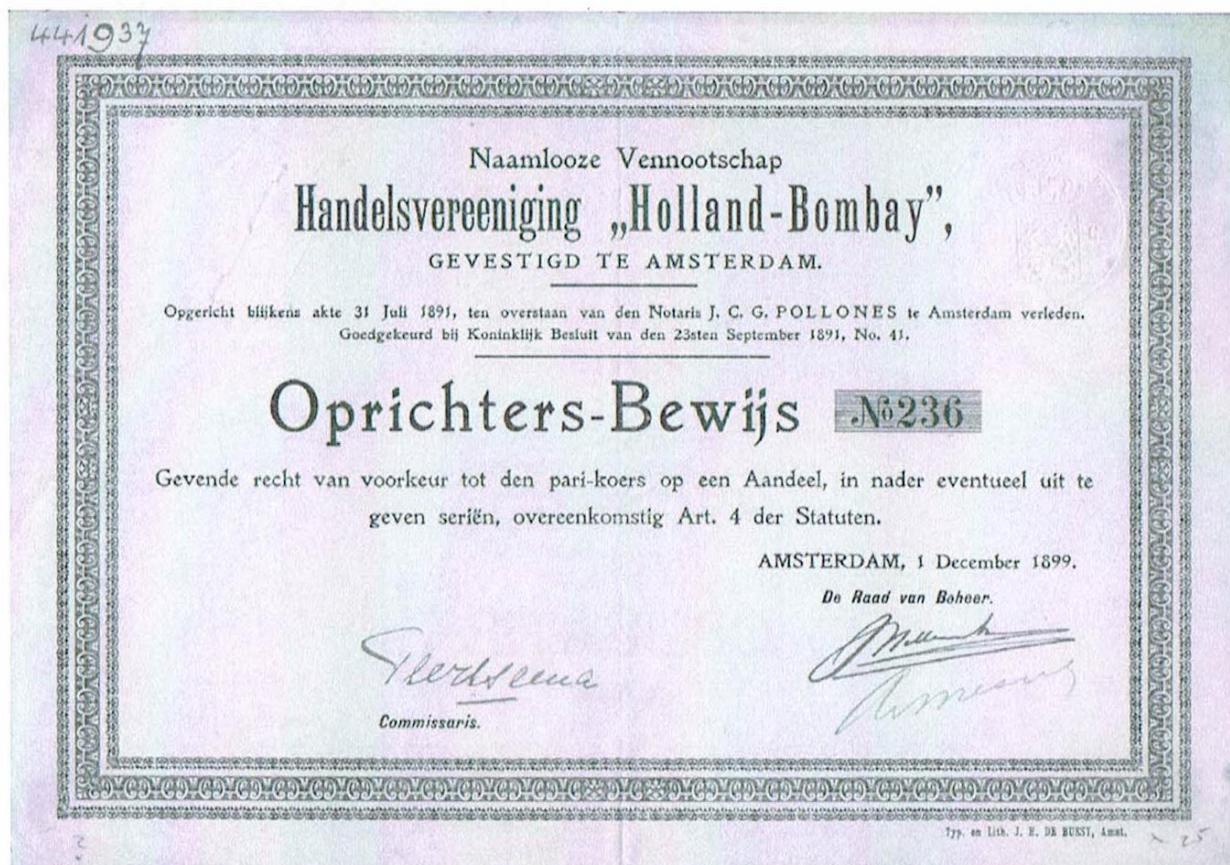 441937
Naamlooze Vennootschap
Handelsvereeniging „Holland-Bombay”,
GEVESTIGD TE AMSTERDAM.
Opgericht blijkens akte 31 Juli 1891, ten overstaan van den Notaris J. C. G. POLLONES te Amsterdam verleden.
Goedgekeurd bij Koninklijk Besluit van den 23sten September 1891, No. 41.
Oprichters-Bewijs No 236
Gevende recht van voorkeur tot den pari-koers op een Aandeel, in nader eventueel uit te
geven seriën, overeenkomstig Art. 4 der Statuten.
AMSTERDAM, 1 December 1899.
De Raad van Beheer.
Commissaris.
Typ. en Lith. J. H. DE BUSSY, Amst.
25